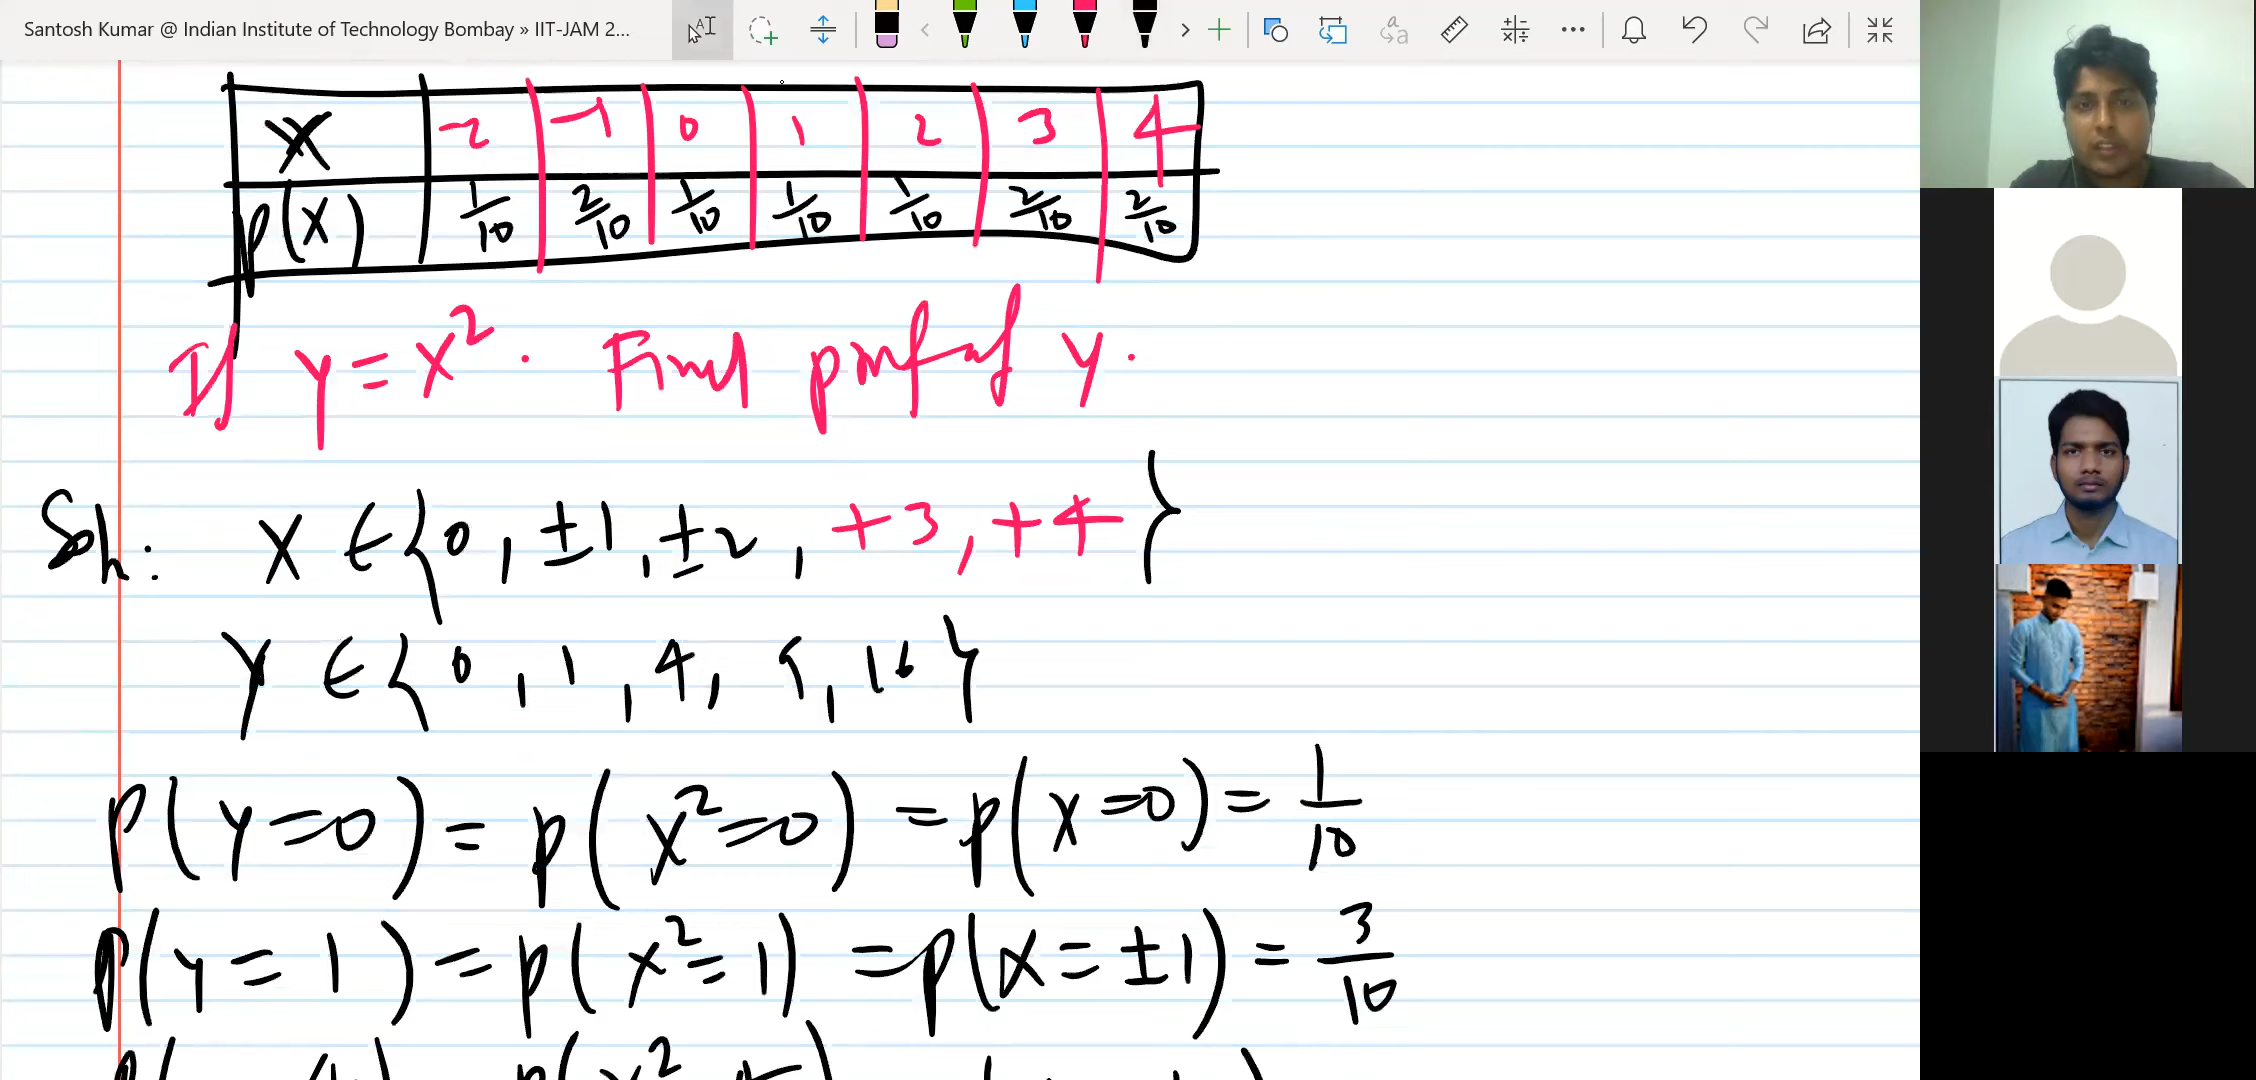 Santosh Kumar @ Indian Institute of Technology Bombay » IIT-JAM 2...
X -2 -1 0 1 2 3 4
P(X) 1/10 2/10 1/10 1/10 1/10 2/10 2/10
If Y = X². Find pmf of Y.
Soln: X ∈ {0, ±1, ±2, +3, +4}
Y ∈ {0, 1, 4, 9, 16}
P(Y=0) = P(X²=0) = P(X=0) = 1/10
P(Y=1) = P(X²=1) = P(X=±1) = 3/10